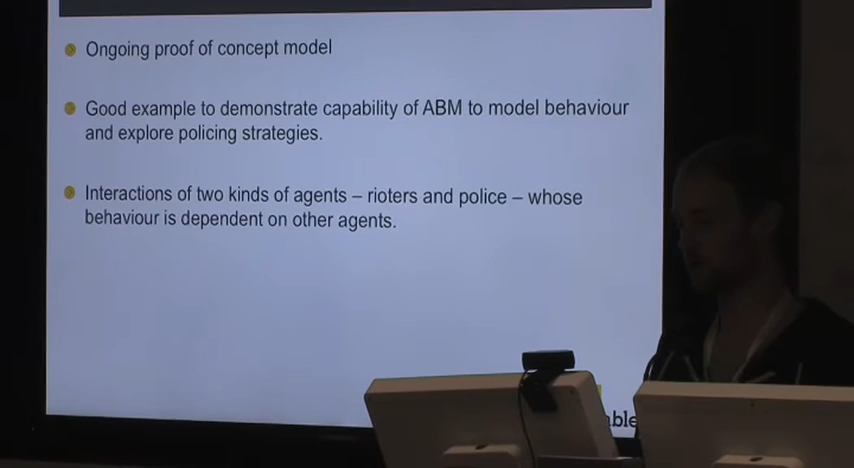 Ongoing proof of concept model
Good example to demonstrate capability of ABM to model behaviour
and explore policing strategies.
Interactions of two kinds of agents – rioters and police – whose
behaviour is dependent on other agents.